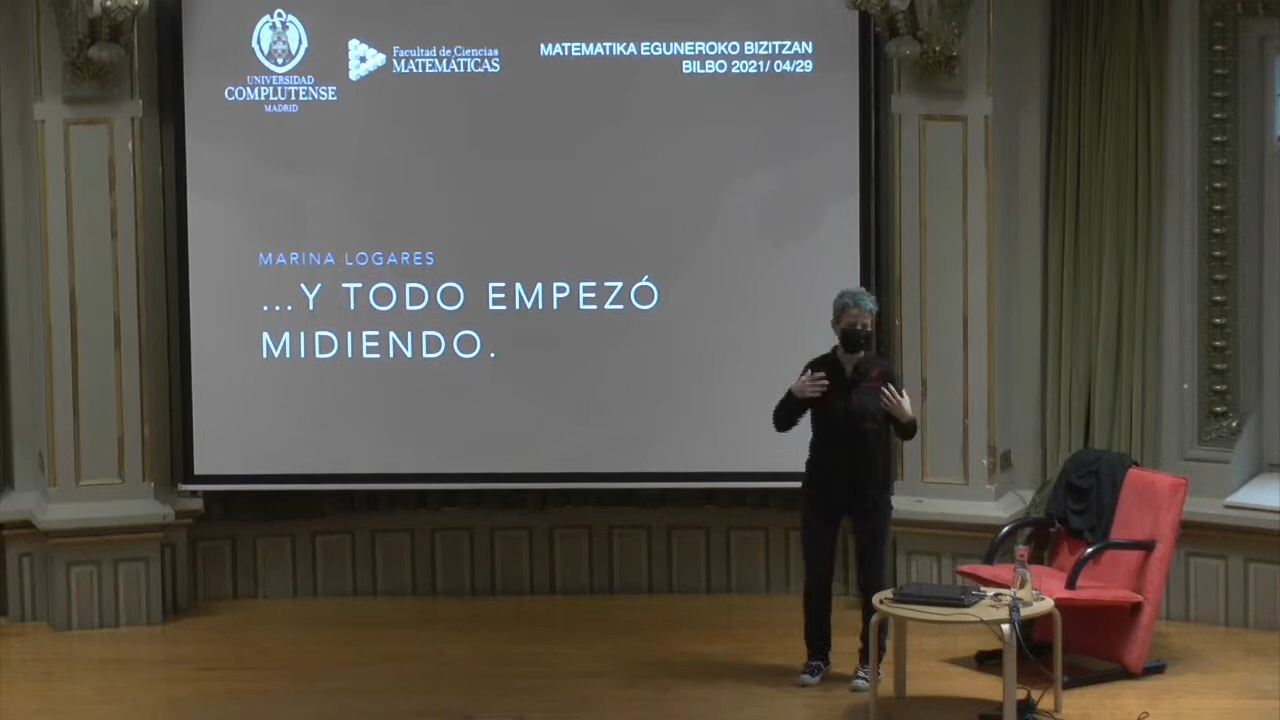 UNIVERSIDAD
COMPLUTENSE
MADRID
Facultad de Ciencias
MATEMÁTICAS
MATEMATIKA EGUNEROKO BIZITZAN
BILBO 2021/ 04/29
MARINA LOGARES
...Y TODO EMPEZÓ
MIDIENDO.